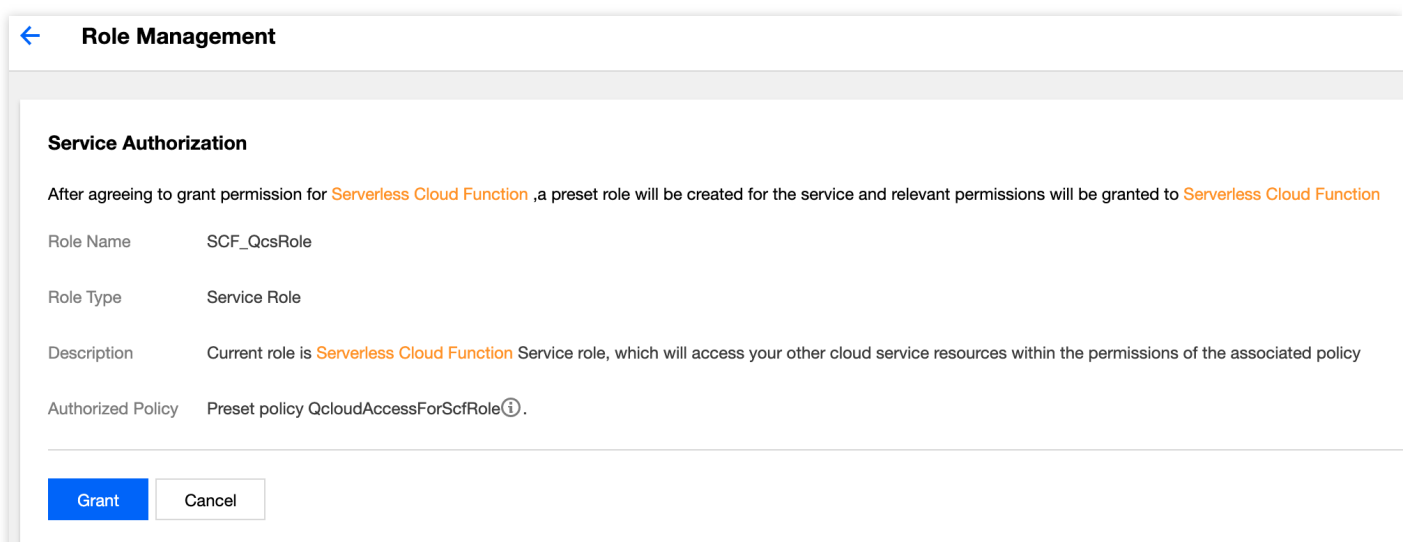 Role Management
Service Authorization
After agreeing to grant permission for Serverless Cloud Function ,a preset role will be created for the service and relevant permissions will be granted to Serverless Cloud Function
Role Name SCF_QcsRole
Role Type Service Role
Description Current role is Serverless Cloud Function Service role, which will access your other cloud service resources within the permissions of the associated policy
Authorized Policy Preset policy QcloudAccessForScfRole.
Grant Cancel